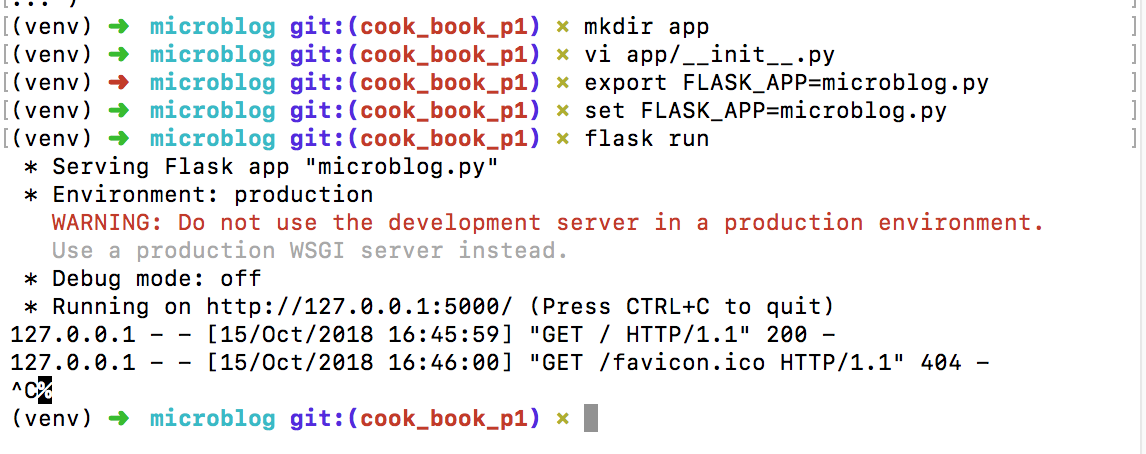 ... )
(venv) ➜ microblog git:(cook_book_p1) × mkdir app
(venv) ➜ microblog git:(cook_book_p1) × vi app/__init__.py
(venv) ➜ microblog git:(cook_book_p1) × export FLASK_APP=microblog.py
(venv) ➜ microblog git:(cook_book_p1) × set FLASK_APP=microblog.py
(venv) ➜ microblog git:(cook_book_p1) × flask run
* Serving Flask app "microblog.py"
* Environment: production
WARNING: Do not use the development server in a production environment.
Use a production WSGI server instead.
* Debug mode: off
* Running on http://127.0.0.1:5000/ (Press CTRL+C to quit)
127.0.0.1 - - [15/Oct/2018 16:45:59] "GET / HTTP/1.1" 200 -
127.0.0.1 - - [15/Oct/2018 16:46:00] "GET /favicon.ico HTTP/1.1" 404 -
^C%
(venv) ➜ microblog git:(cook_book_p1) ×